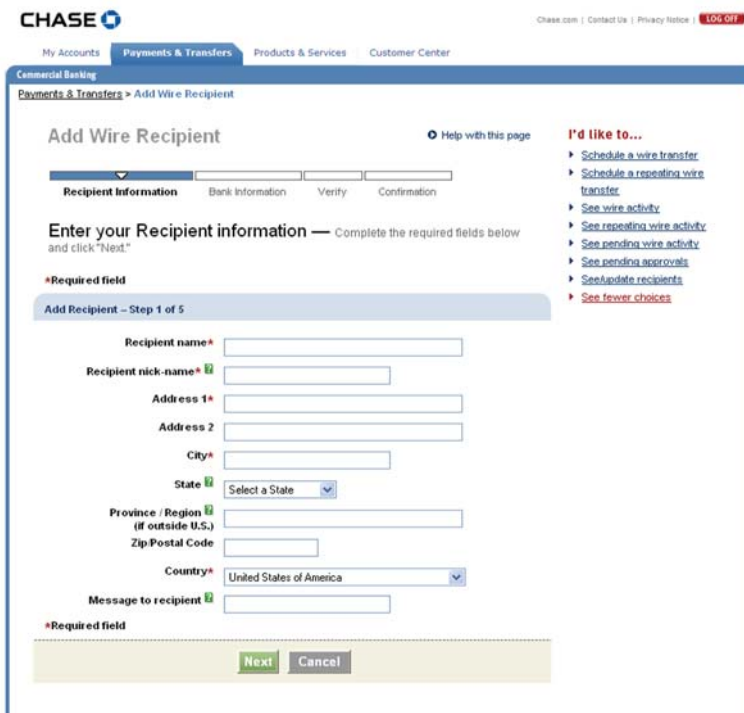 CHASE
Chase.com | Contact Us | Privacy Notice | LOG OFF
My Accounts Payments & Transfers Products & Services Customer Center
Commercial Banking
Payments & Transfers > Add Wire Recipient
Add Wire Recipient
Help with this page
Recipient Information Bank Information Verify Confirmation
Enter your Recipient information — Complete the required fields below
and click "Next."
*Required field
Add Recipient – Step 1 of 5
Recipient name*
Recipient nick-name* ?
Address 1*
Address 2
City*
State ? Select a State
Province / Region ?
(if outside U.S.)
Zip/Postal Code
Country* United States of America
Message to recipient ?
*Required field
Next Cancel
I'd like to...
Schedule a wire transfer
Schedule a repeating wire
transfer
See wire activity
See repeating wire activity
See pending wire activity
See pending approvals
See/update recipients
See fewer choices